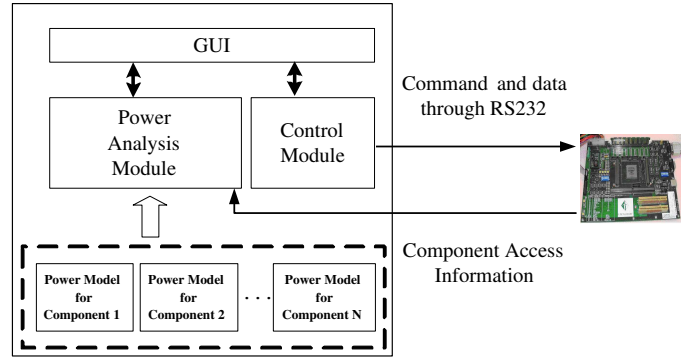 GUI
Power
Analysis
Module
Control
Module
Command and data
through RS232
Component Access
Information
Power Model
for
Component 1
Power Model
for
Component 2
. . .
Power Model
for
Component N